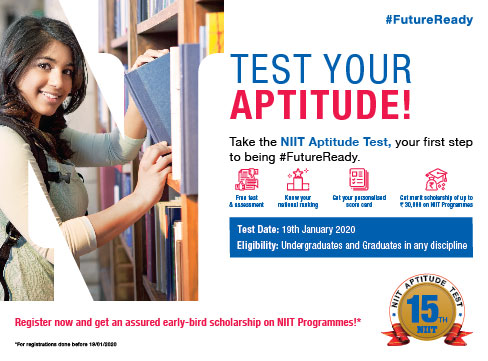 #FutureReady
TEST YOUR
APTITUDE!
Take the NIIT Aptitude Test, your first step
to being #FutureReady.
Free test
& assessment
Know your
national ranking
Get your personalised
score card
Get merit scholarship of up to
₹ 30,000 on NIIT Programmes
Test Date: 19th January 2020
Eligibility: Undergraduates and Graduates in any discipline
NIIT APTITUDE TEST
15TH
NIIT
Register now and get an assured early-bird scholarship on NIIT Programmes!*
*For registrations done before 19/01/2020